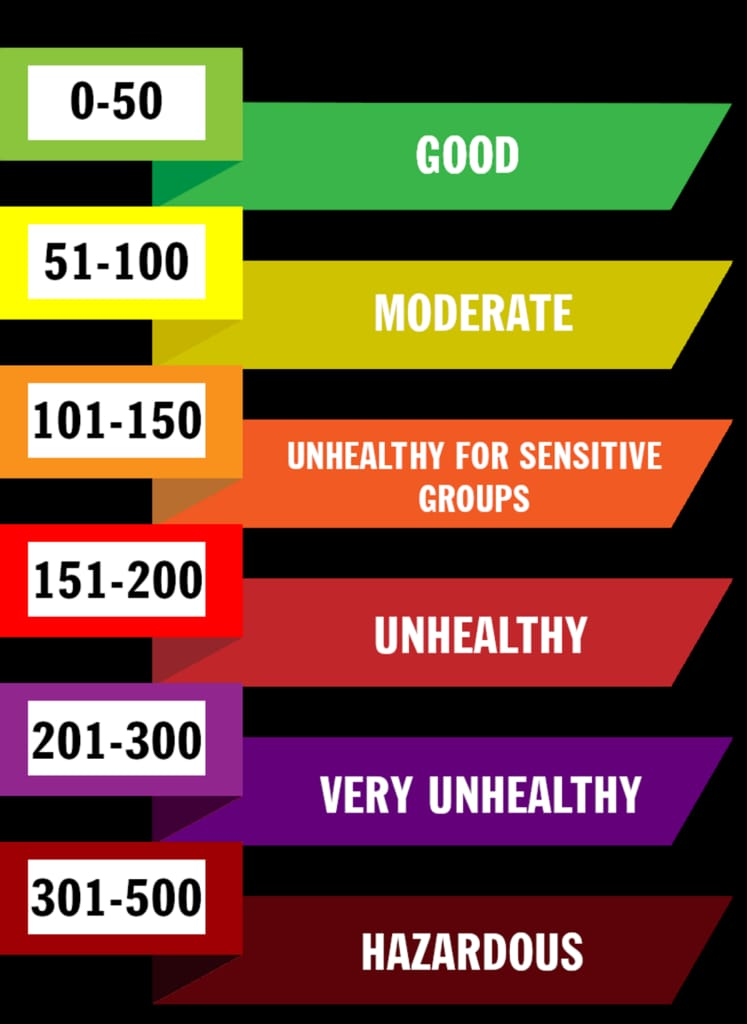 0-50
GOOD
51-100
MODERATE
101-150
UNHEALTHY FOR SENSITIVE
GROUPS
151-200
UNHEALTHY
201-300
VERY UNHEALTHY
301-500
HAZARDOUS